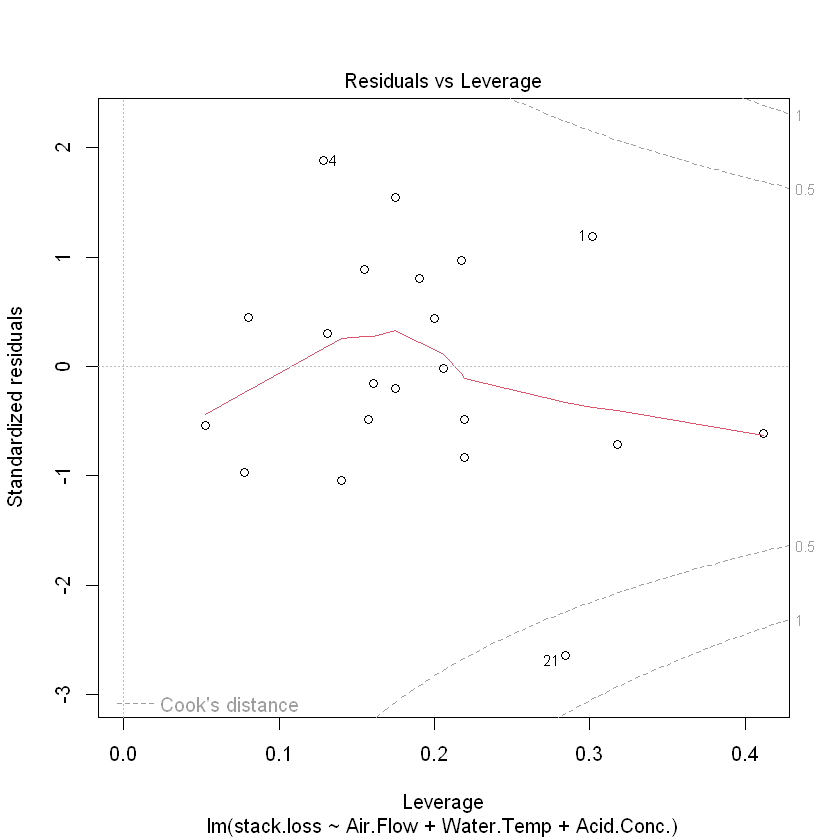 Residuals vs Leverage
Standardized residuals
2
1
0
-1
-2
-3
4
1
21
1
0.5
0.5
1
Cook's distance
0.0 0.1 0.2 0.3 0.4
Leverage
lm(stack.loss ~ Air.Flow + Water.Temp + Acid.Conc.)